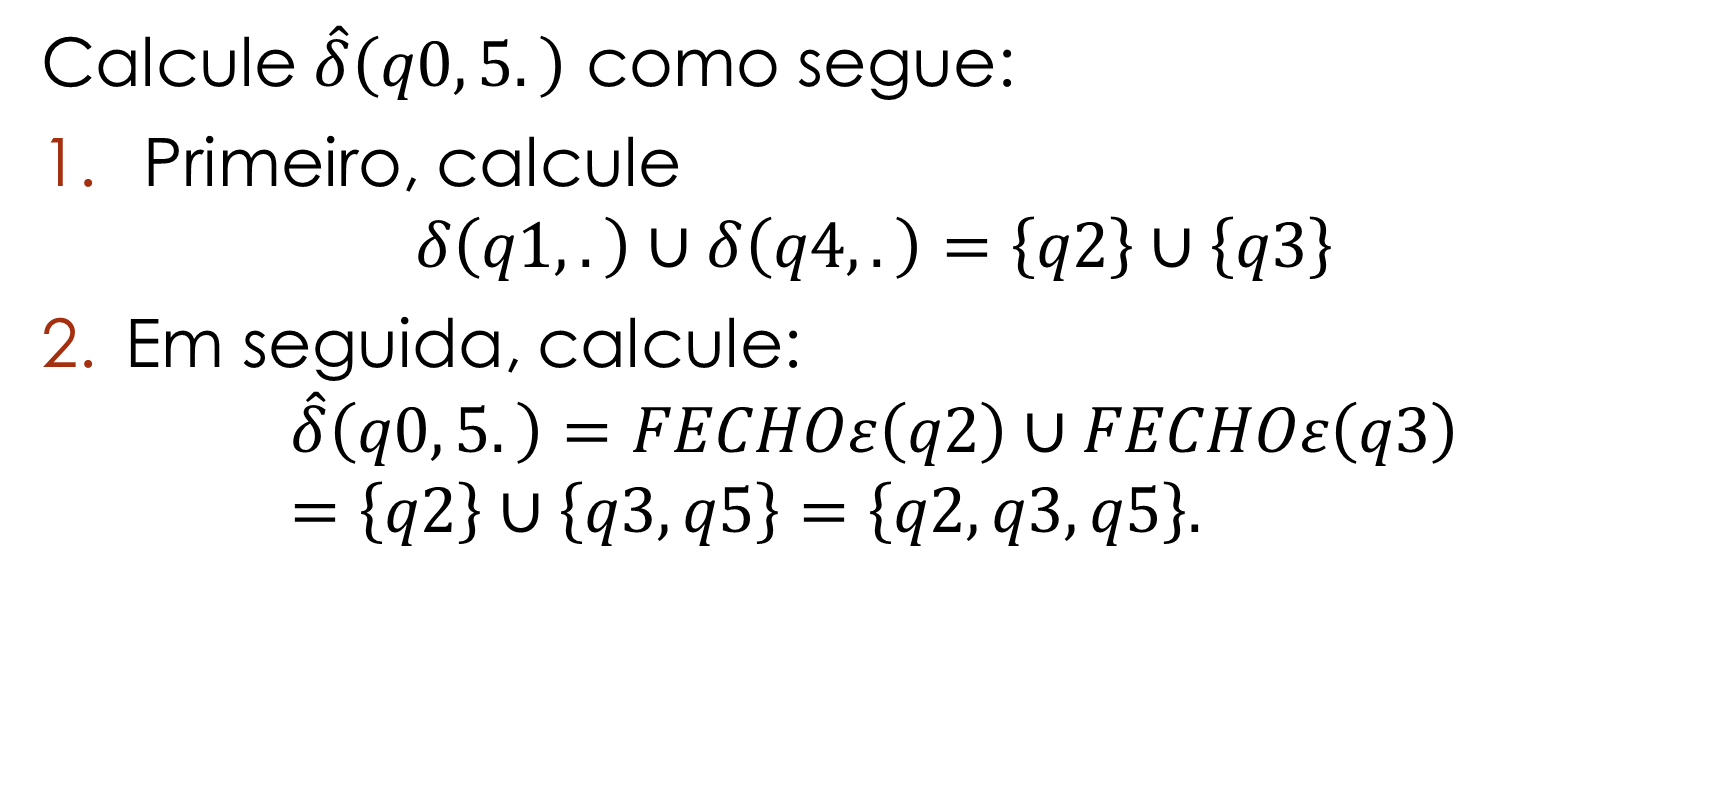 Calcule δ̂(q0, 5. ) como segue:
1. Primeiro, calcule
δ(q1, . ) ∪ δ(q4, . ) = {q2} ∪ {q3}
2. Em seguida, calcule:
δ̂(q0, 5. ) = FECHOε(q2) ∪ FECHOε(q3)
= {q2} ∪ {q3, q5} = {q2, q3, q5}.